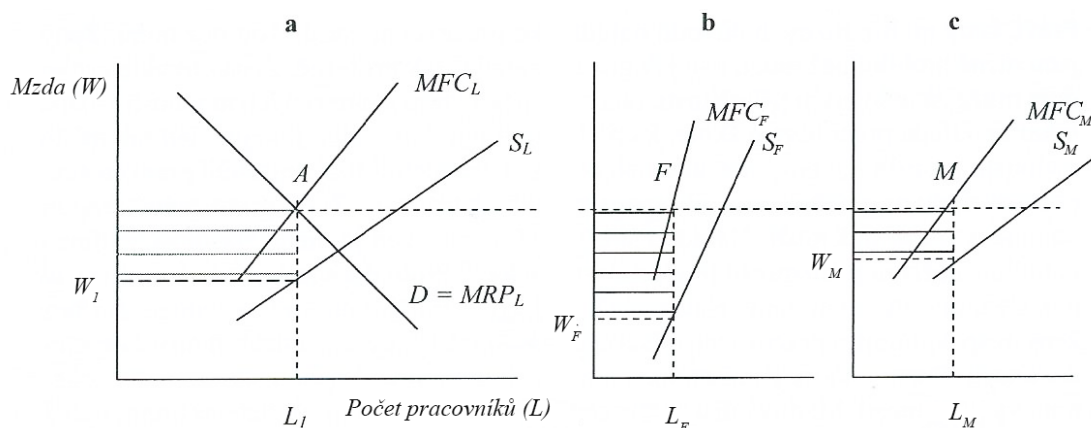 a
b
c
Mzda (W)
MFC_L
S_L
A
W_1
D = MRP_L
L_1
Počet pracovníků (L)
MFC_F
S_F
F
W_F
L_F
MFC_M
S_M
M
W_M
L_M